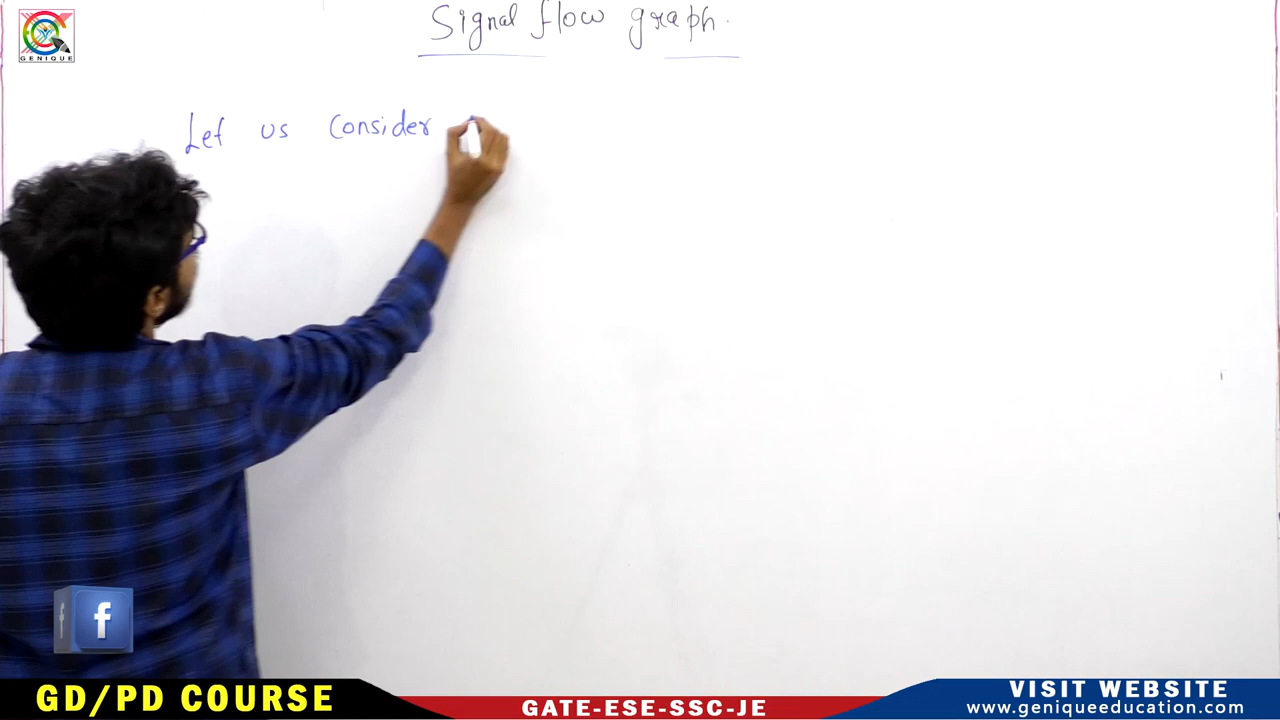 GENIQUE
Signal flow graph.
Let us Consider
GD/PD COURSE
GATE-ESE-SSC-JE
VISIT WEBSITE
www.geniqueeducation.com